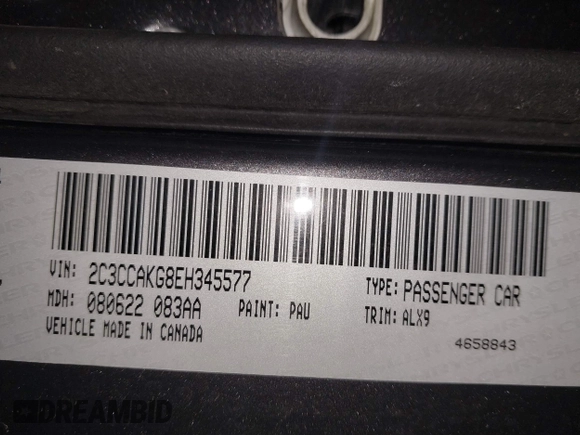 VIN: 2C3CCAKG8EH345577
TYPE: PASSENGER CAR
MDH: 080622 083AA
PAINT: PAU
TRIM: ALX9
VEHICLE MADE IN CANADA
4658843
DREAMBID